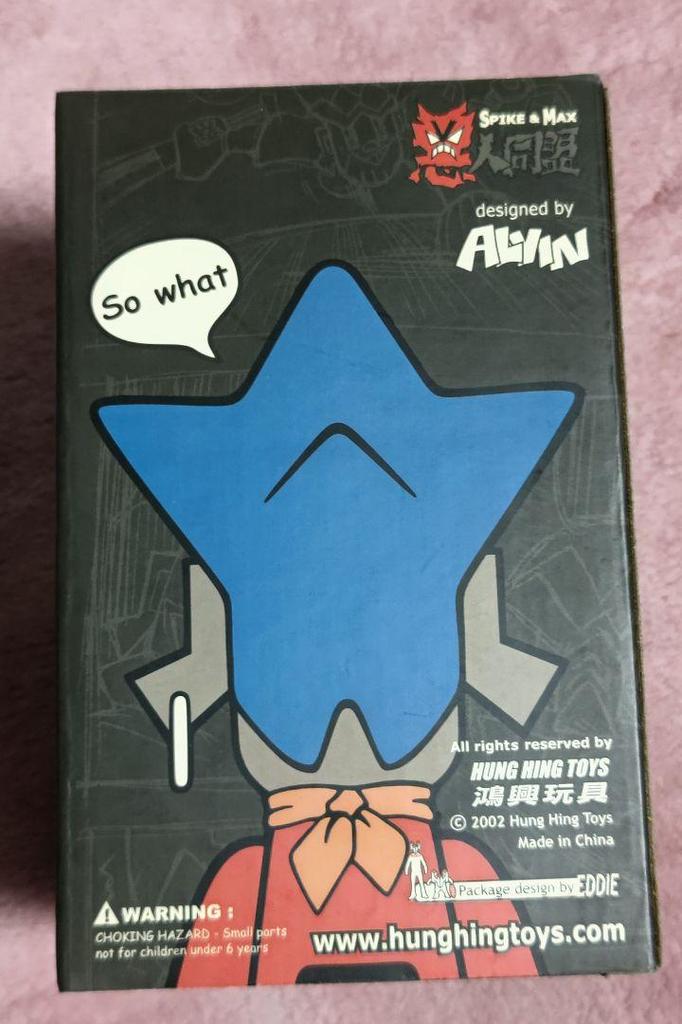 SPIKE & MAX
惡人同盟
designed by
ALVIN
So what
All rights reserved by
HUNG HING TOYS
鴻興玩具
© 2002 Hung Hing Toys
Made in China
Package design by EDDIE
WARNING :
CHOKING HAZARD - Small parts
not for children under 6 years
www.hunghingtoys.com